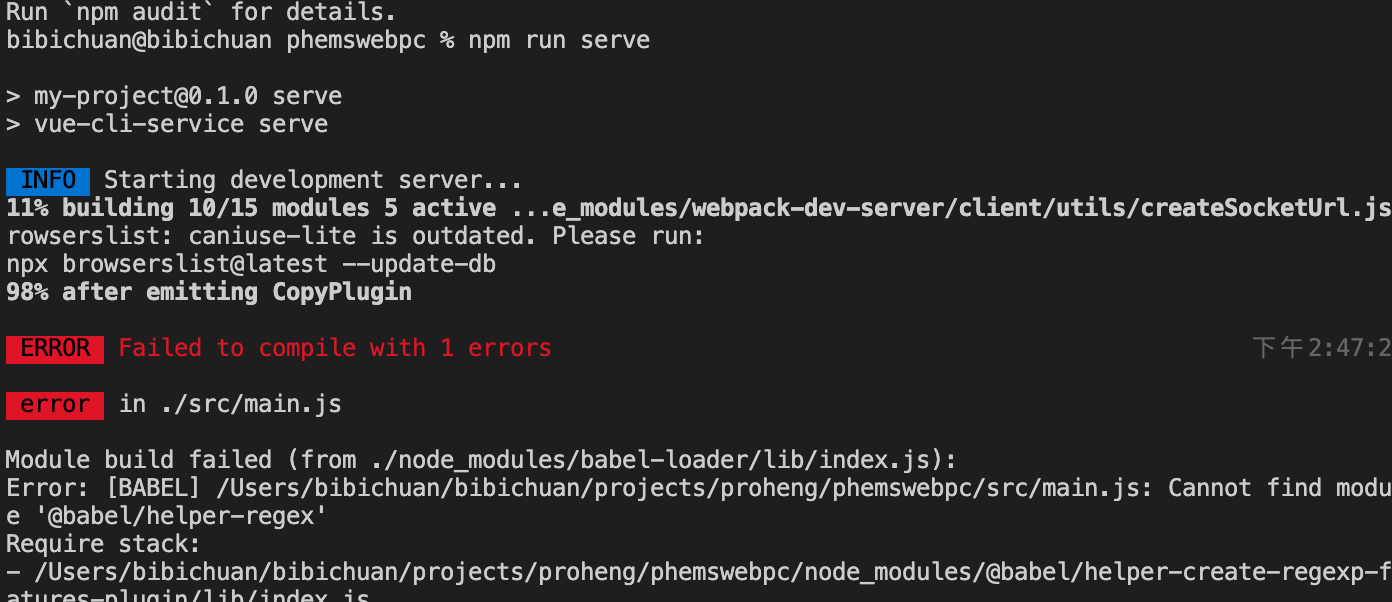 Run `npm audit` for details.
bibichuan@bibichuan phemswebpc % npm run serve
> my-project@0.1.0 serve
> vue-cli-service serve
INFO Starting development server...
11% building 10/15 modules 5 active ...e_modules/webpack-dev-server/client/utils/createSocketUrl.js
rowserslist: caniuse-lite is outdated. Please run:
npx browserslist@latest --update-db
98% after emitting CopyPlugin
ERROR Failed to compile with 1 errors 下午2:47:2
error in ./src/main.js
Module build failed (from ./node_modules/babel-loader/lib/index.js):
Error: [BABEL] /Users/bibichuan/bibichuan/projects/proheng/phemswebpc/src/main.js: Cannot find modu
e '@babel/helper-regex'
Require stack:
- /Users/bibichuan/bibichuan/projects/proheng/phemswebpc/node_modules/@babel/helper-create-regexp-f
atures-plugin/lib/index.js